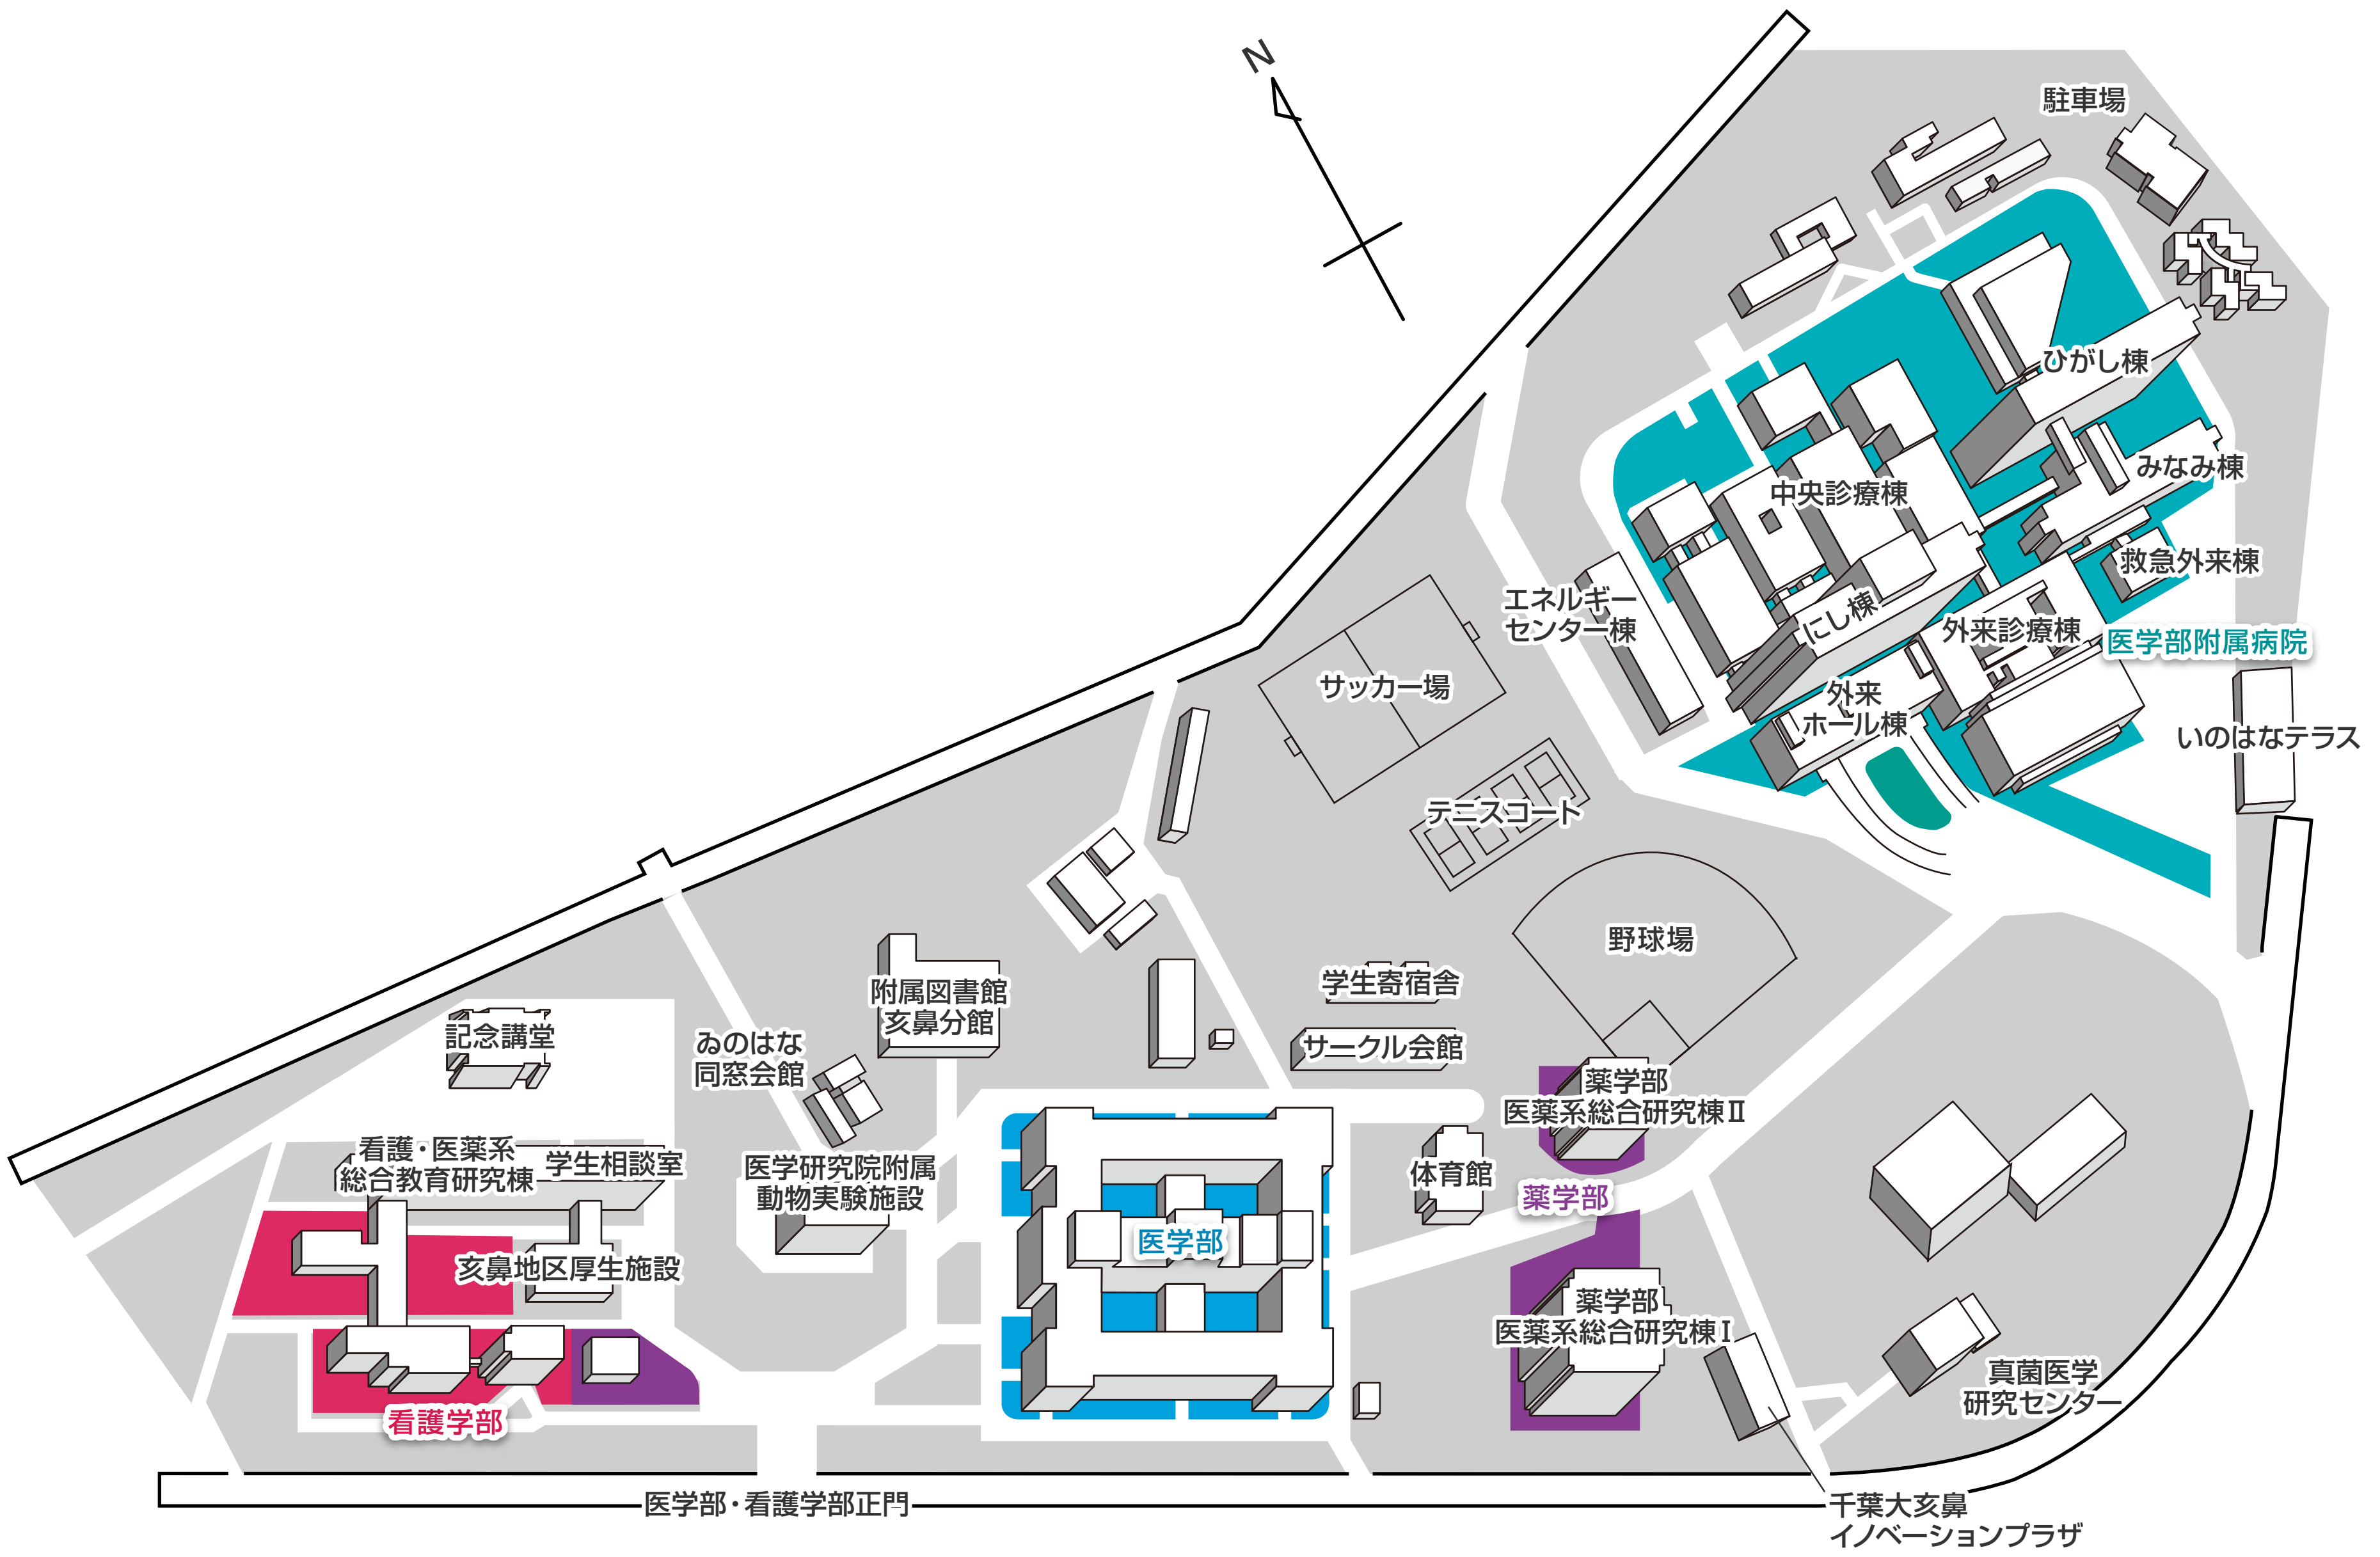 N
駐車場
ひがし棟
みなみ棟
中央診療棟
救急外来棟
エネルギー
センター棟
にし棟
外来診療棟
医学部附属病院
サッカー場
外来
ホール棟
いのはなテラス
テニスコート
野球場
学生寄宿舎
附属図書館
亥鼻分館
記念講堂
ゐのはな
同窓会館
サークル会館
薬学部
医薬系総合研究棟Ⅱ
看護・医薬系
総合教育研究棟
学生相談室
医学研究院附属
動物実験施設
体育館
薬学部
医学部
亥鼻地区厚生施設
薬学部
医薬系総合研究棟Ⅰ
真菌医学
研究センター
看護学部
医学部・看護学部正門
千葉大亥鼻
イノベーションプラザ